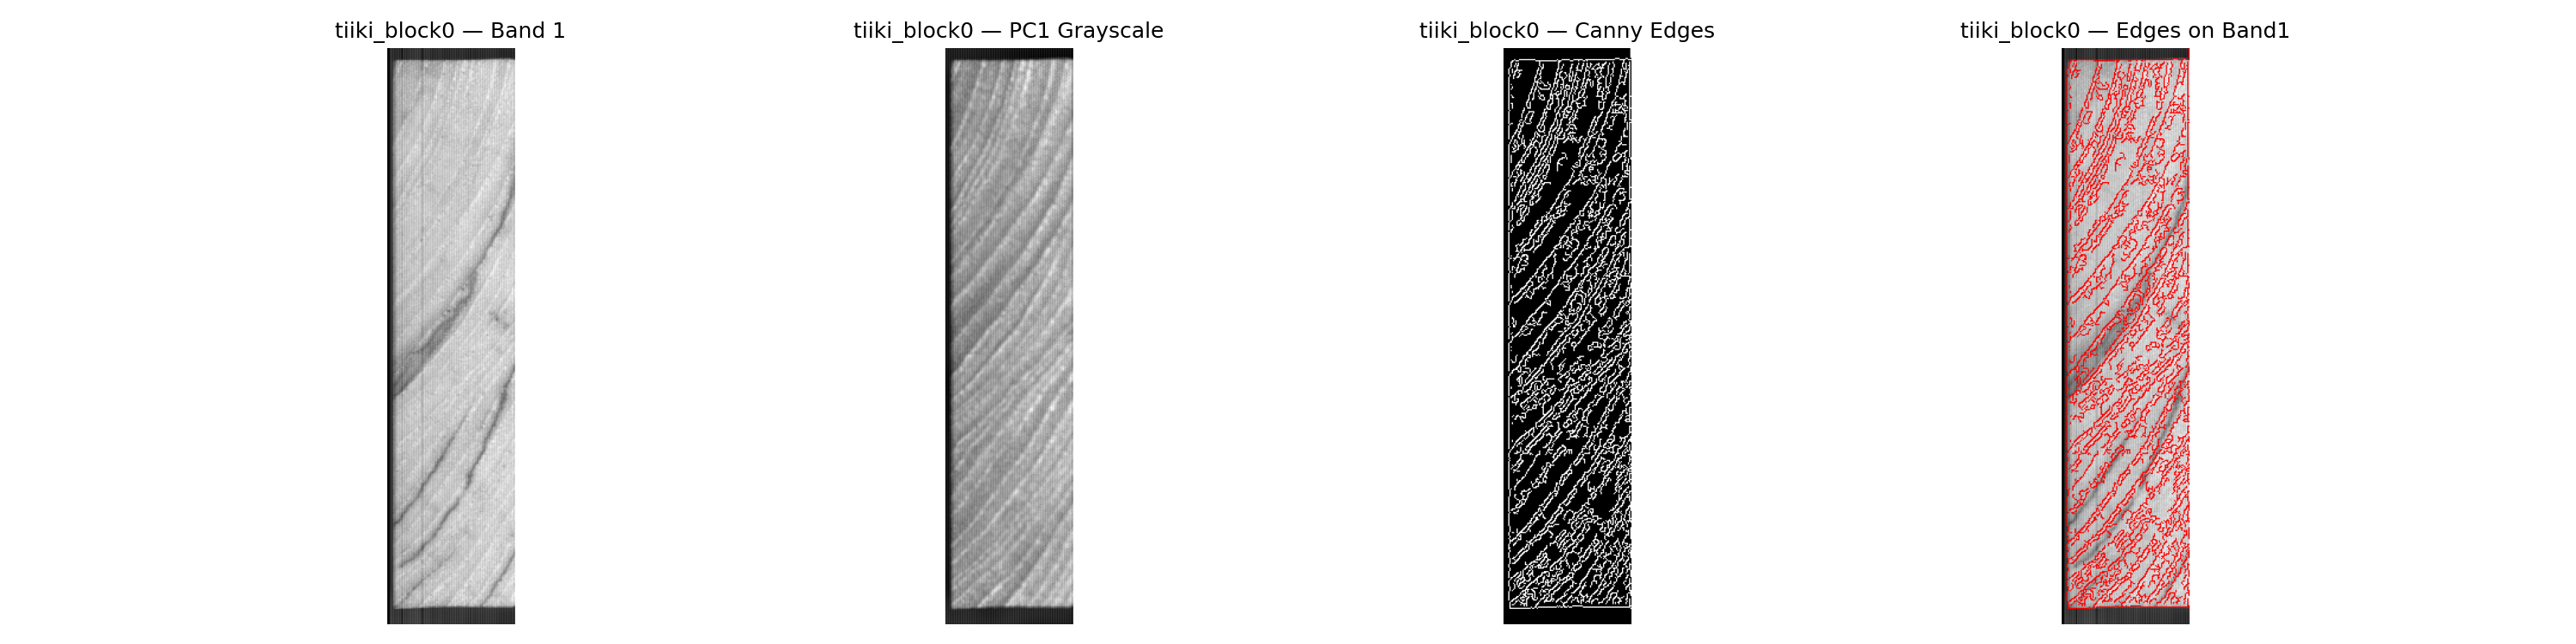 tiiki_block0 — Band 1
tiiki_block0 — PC1 Grayscale
tiiki_block0 — Canny Edges
tiiki_block0 — Edges on Band1